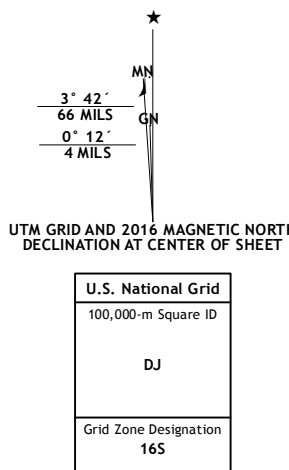 MN
3° 42´
66 MILS
GN
0° 12´
4 MILS
UTM GRID AND 2016 MAGNETIC NORTH
DECLINATION AT CENTER OF SHEET
U.S. National Grid
100,000-m Square ID
DJ
Grid Zone Designation
16S